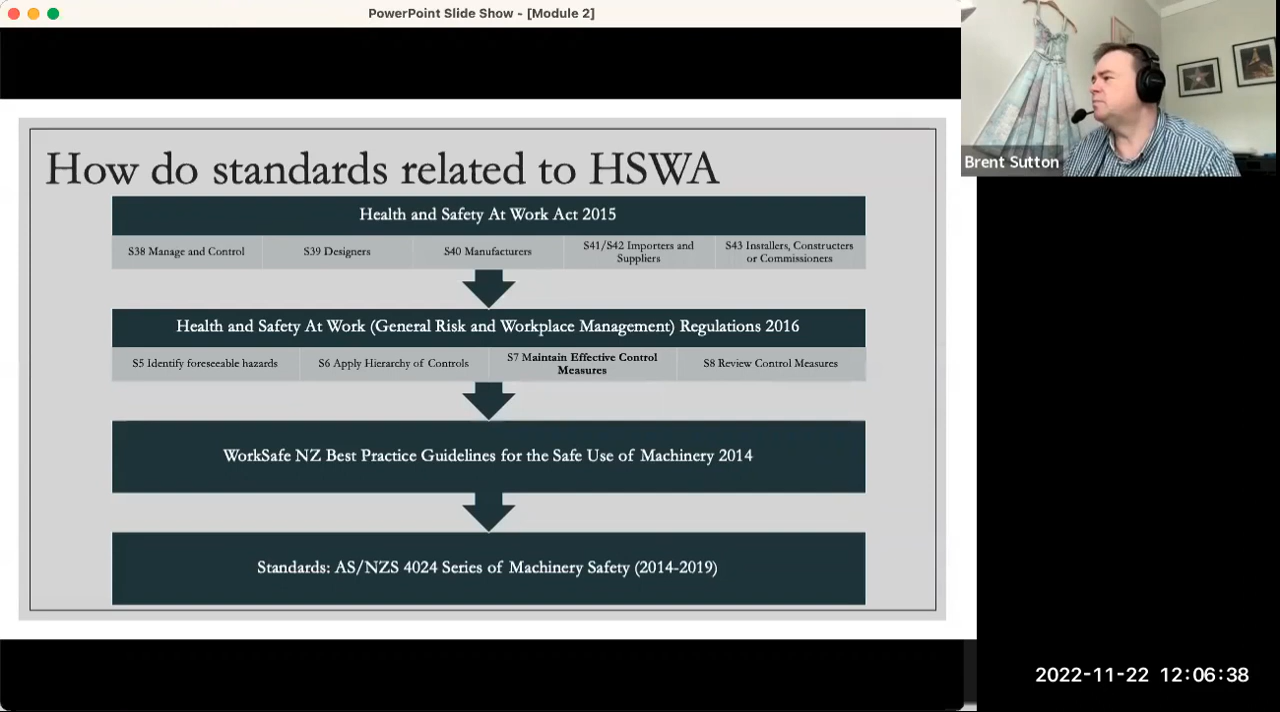 PowerPoint Slide Show - [Module 2]
Brent Sutton
How do standards related to HSWA
Health and Safety At Work Act 2015
S38 Manage and Control
S39 Designers
S40 Manufacturers
S41/S42 Importers and
Suppliers
S43 Installers, Constructers
or Commissioners
Health and Safety At Work (General Risk and Workplace Management) Regulations 2016
S5 Identify foreseeable hazards
S6 Apply Hierarchy of Controls
S7 Maintain Effective Control
Measures
S8 Review Control Measures
WorkSafe NZ Best Practice Guidelines for the Safe Use of Machinery 2014
Standards: AS/NZS 4024 Series of Machinery Safety (2014-2019)
2022-11-22 12:06:38